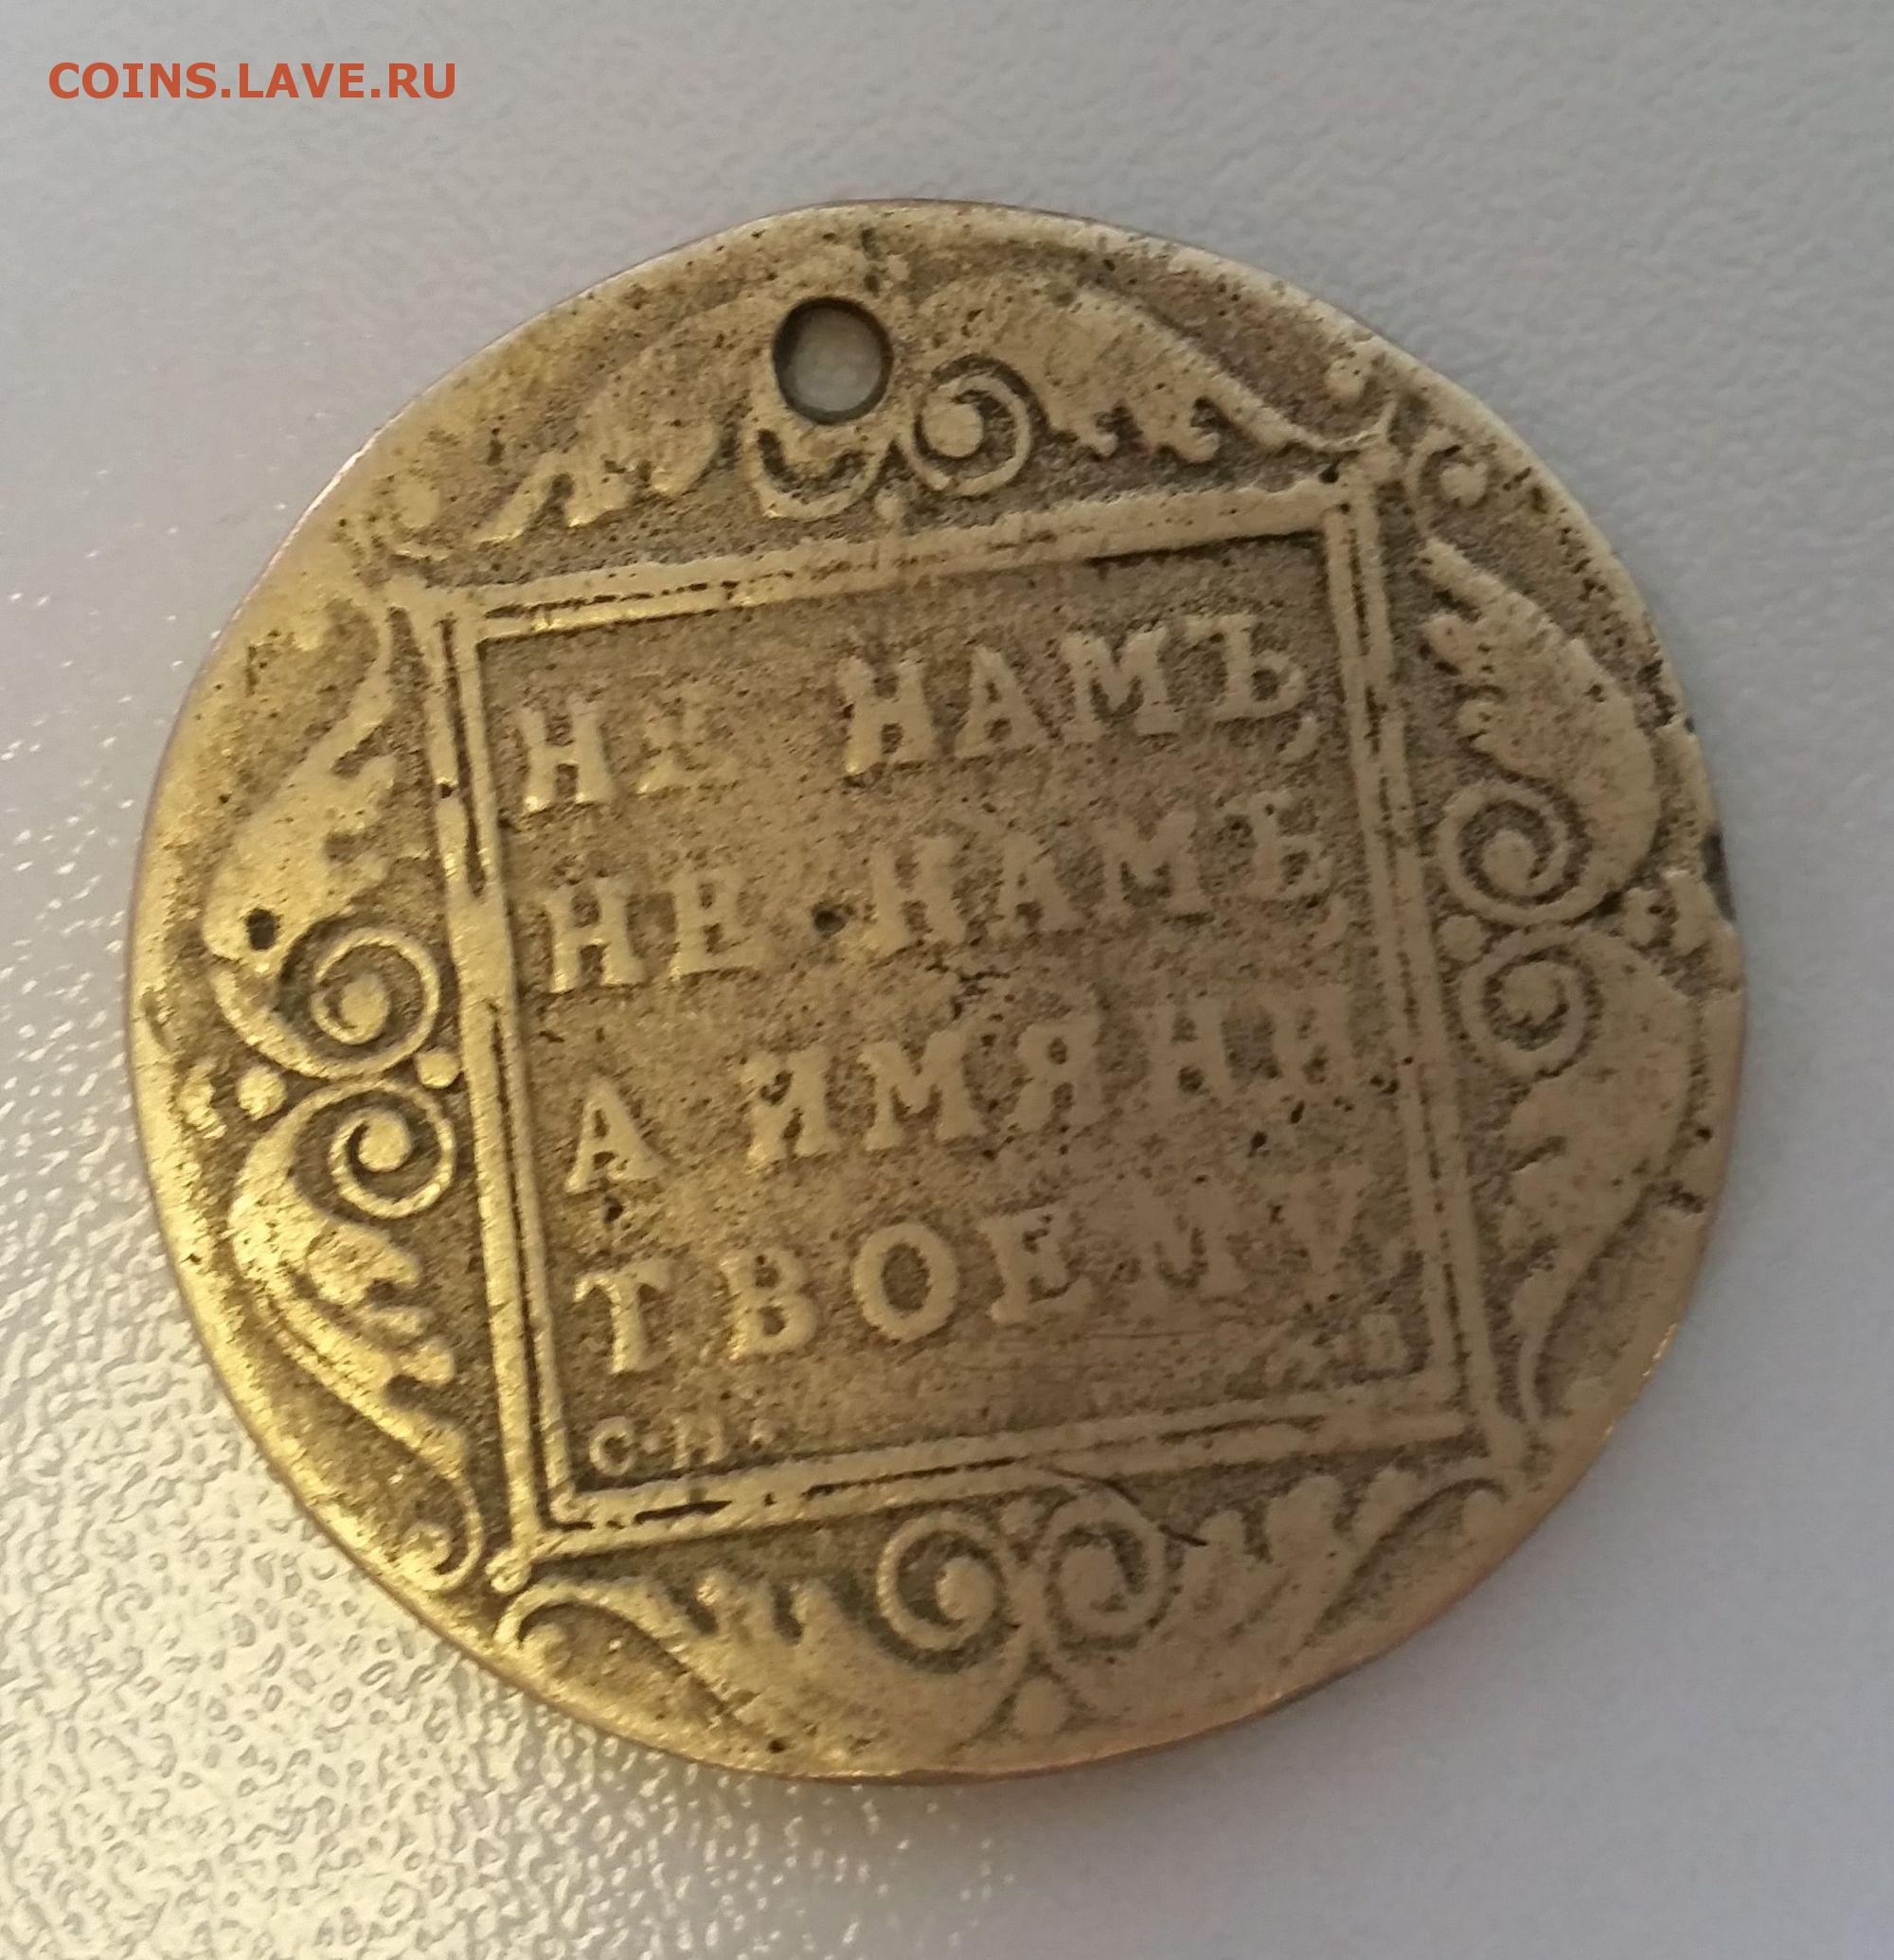 COINS.LAVE.RU
НЕ НАМЪ,
НЕ НАМЪ,
А ИМЯНИ
ТВОЕМУ.
С.М.